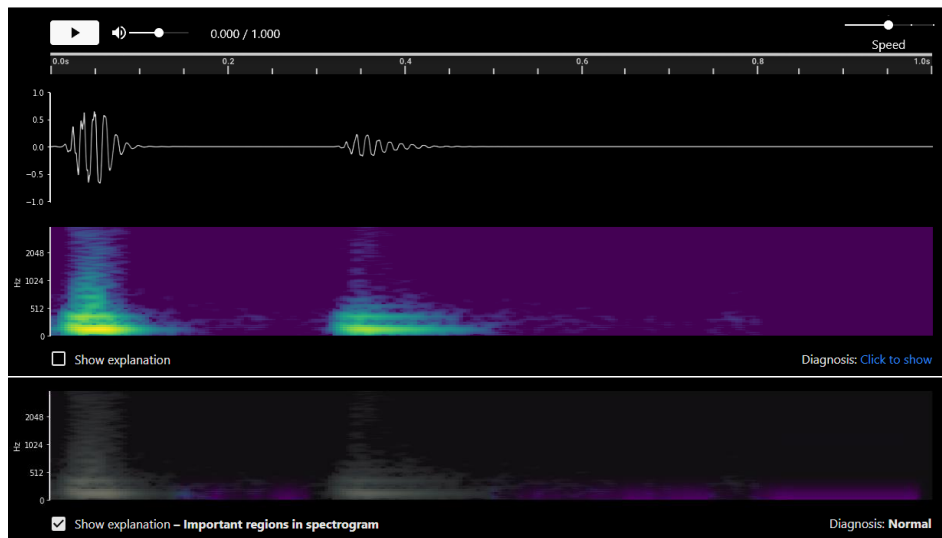 0.000 / 1.000
Speed
0.0s 0.2 0.4 0.6 0.8 1.0s
1.0
0.5
0.0
−0.5
−1.0
Hz
2048
1024
512
0
Show explanation
Diagnosis: Click to show
Hz
2048
1024
512
0
Show explanation – Important regions in spectrogram
Diagnosis: Normal